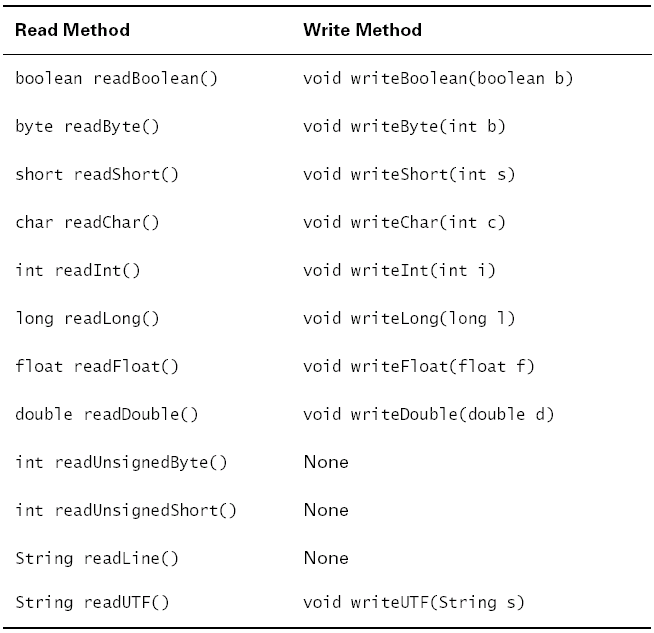 Read Method Write Method
boolean readBoolean() void writeBoolean(boolean b)
byte readByte() void writeByte(int b)
short readShort() void writeShort(int s)
char readChar() void writeChar(int c)
int readInt() void writeInt(int i)
long readLong() void writeLong(long l)
float readFloat() void writeFloat(float f)
double readDouble() void writeDouble(double d)
int readUnsignedByte() None
int readUnsignedShort() None
String readLine() None
String readUTF() void writeUTF(String s)